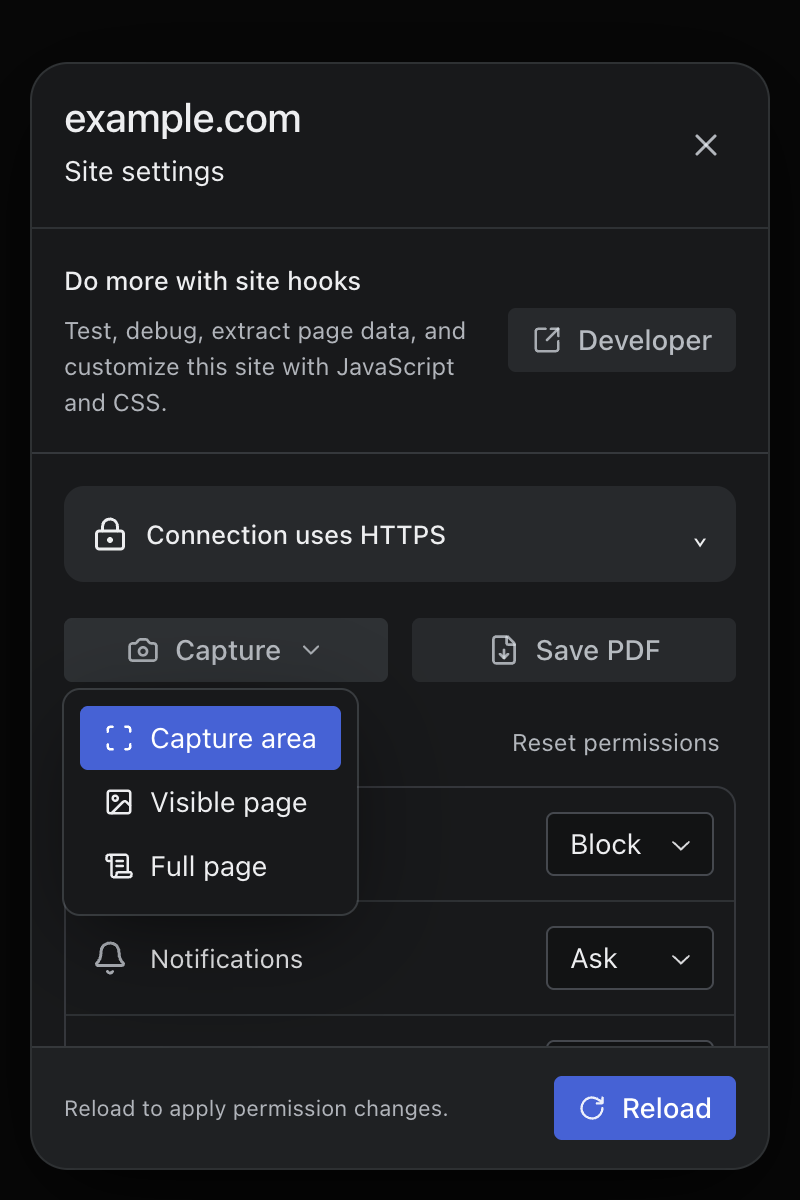 example.com
Site settings
Do more with site hooks
Test, debug, extract page data, and
customize this site with JavaScript
and CSS.
Developer
Connection uses HTTPS
Capture
Save PDF
Capture area
Visible page
Full page
Reset permissions
Block
Notifications
Ask
Reload to apply permission changes.
Reload